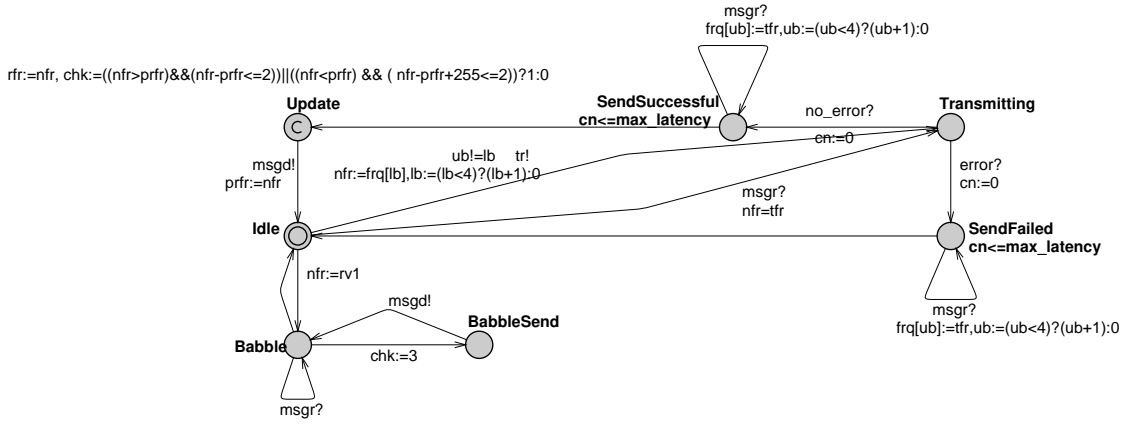 msgr?
frq[ub]:=tfr,ub:=(ub<4)?(ub+1):0
rfr:=nfr, chk:=((nfr>prfr)&&(nfr-prfr<=2))||((nfr<prfr) && ( nfr-prfr+255<=2))?1:0
Update
SendSuccessful
cn<=max_latency
no_error?
cn:=0
Transmitting
C
msgd!
prfr:=nfr
ub!=lb tr!
nfr:=frq[lb],lb:=(lb<4)?(lb+1):0
error?
cn:=0
msgr?
nfr=tfr
Idle
SendFailed
cn<=max_latency
nfr:=rv1
msgd!
BabbleSend
msgr?
frq[ub]:=tfr,ub:=(ub<4)?(ub+1):0
Babble
chk:=3
msgr?